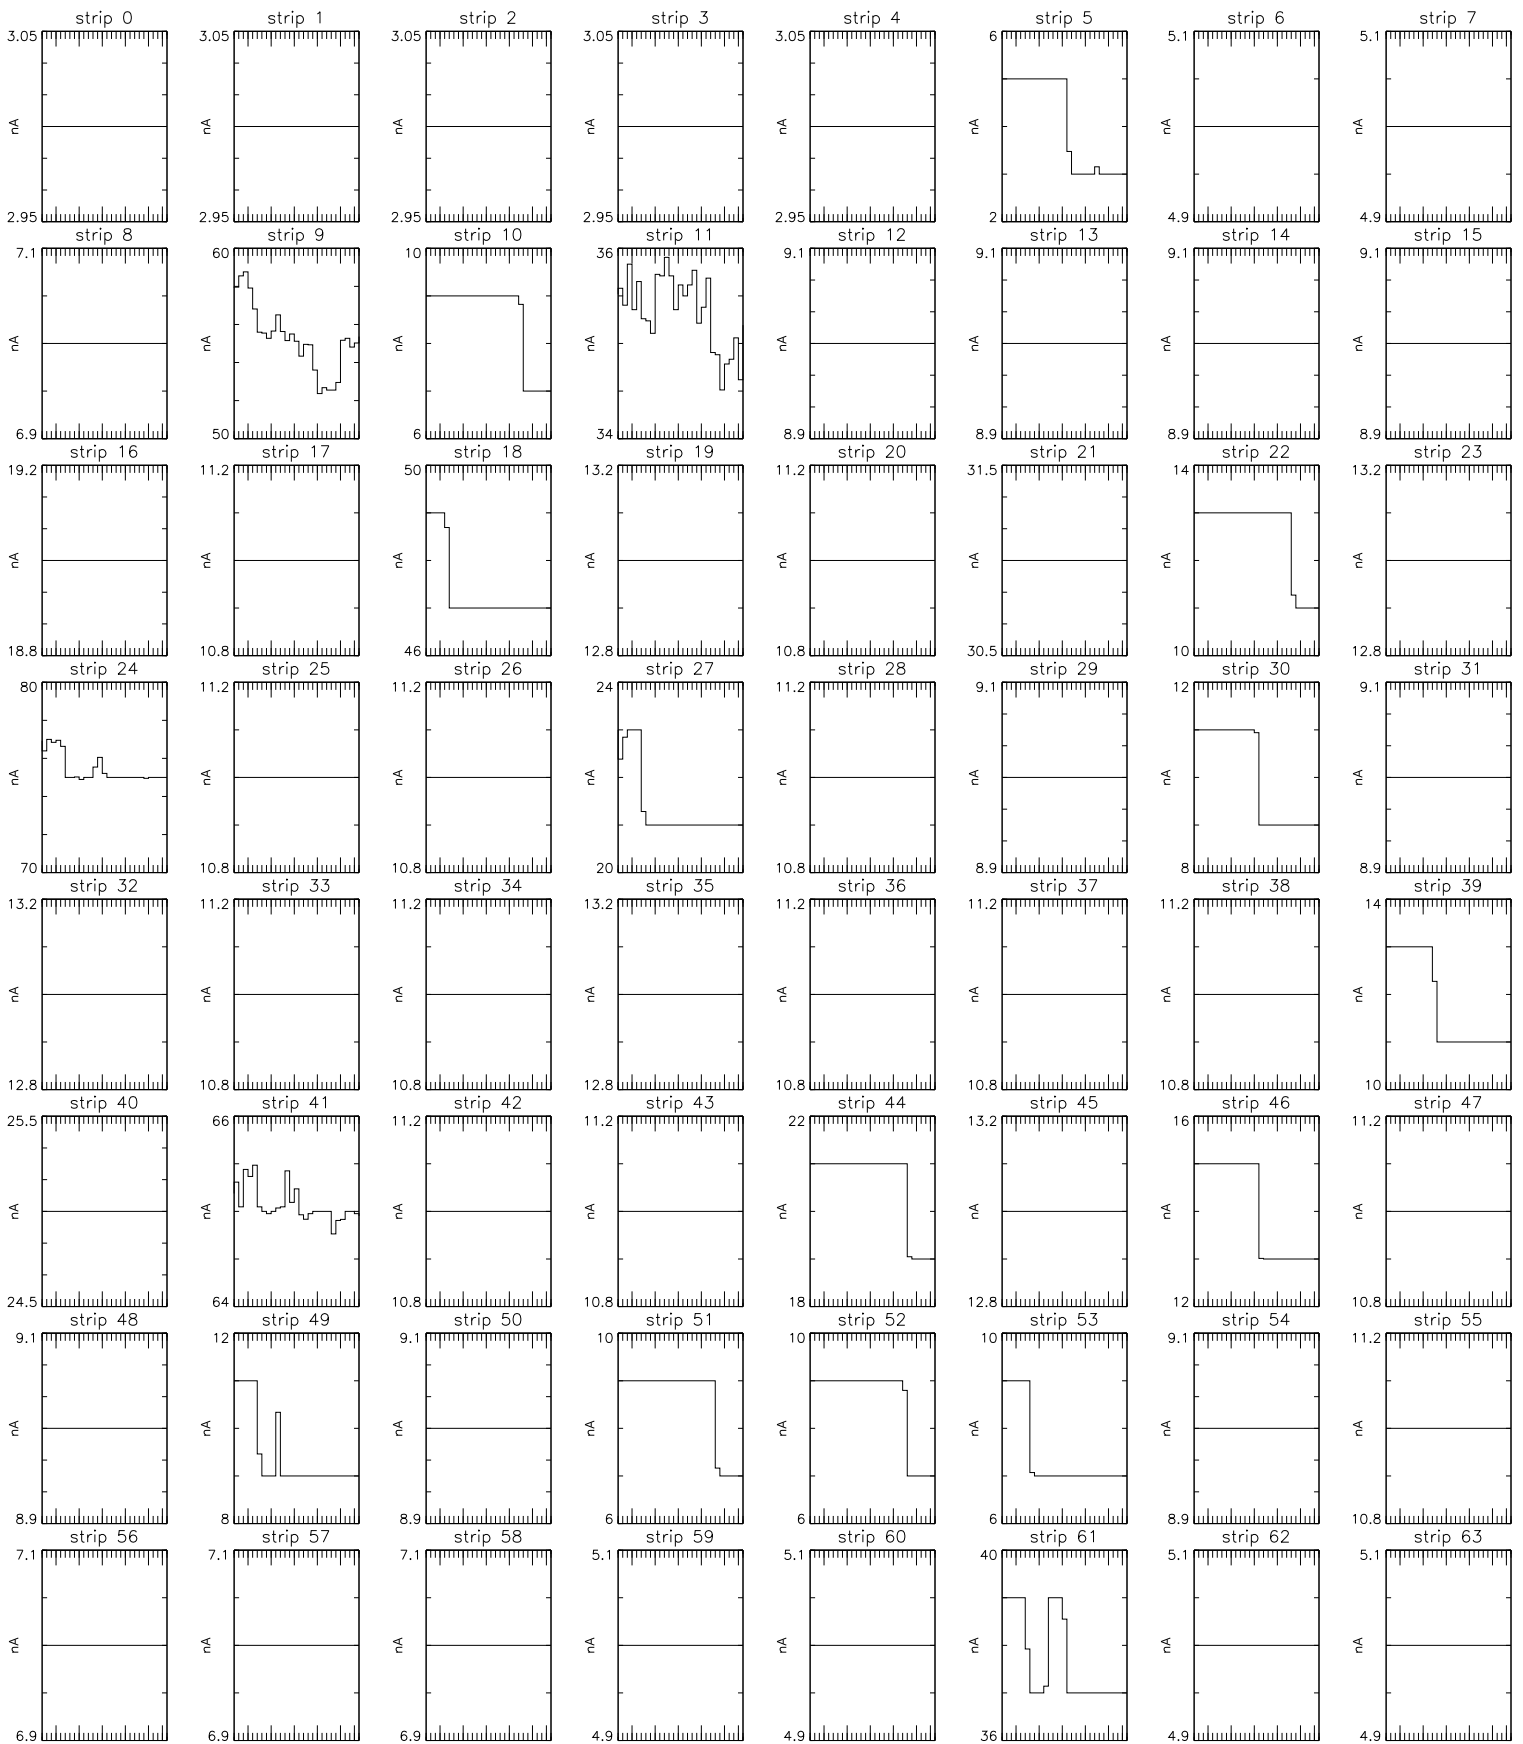 strip 0 strip 1 strip 2 strip 3 strip 4 strip 5 strip 6 strip 7
3.05 3.05 3.05 3.05 3.05 6 5.1 5.1
nA nA nA nA nA nA nA nA
2.95 2.95 2.95 2.95 2.95 2 4.9 4.9
strip 8 strip 9 strip 10 strip 11 strip 12 strip 13 strip 14 strip 15
7.1 60 10 36 9.1 9.1 9.1 9.1
nA nA nA nA nA nA nA nA
6.9 50 6 34 8.9 8.9 8.9 8.9
strip 16 strip 17 strip 18 strip 19 strip 20 strip 21 strip 22 strip 23
19.2 11.2 50 13.2 11.2 31.5 14 13.2
nA nA nA nA nA nA nA nA
18.8 10.8 46 12.8 10.8 30.5 10 12.8
strip 24 strip 25 strip 26 strip 27 strip 28 strip 29 strip 30 strip 31
80 11.2 11.2 24 11.2 9.1 12 9.1
nA nA nA nA nA nA nA nA
70 10.8 10.8 20 10.8 8.9 8 8.9
strip 32 strip 33 strip 34 strip 35 strip 36 strip 37 strip 38 strip 39
13.2 11.2 11.2 13.2 11.2 11.2 11.2 14
nA nA nA nA nA nA nA nA
12.8 10.8 10.8 12.8 10.8 10.8 10.8 10
strip 40 strip 41 strip 42 strip 43 strip 44 strip 45 strip 46 strip 47
25.5 66 11.2 11.2 22 13.2 16 11.2
nA nA nA nA nA nA nA nA
24.5 64 10.8 10.8 18 12.8 12 10.8
strip 48 strip 49 strip 50 strip 51 strip 52 strip 53 strip 54 strip 55
9.1 12 9.1 10 10 10 9.1 11.2
nA nA nA nA nA nA nA nA
8.9 8 8.9 6 6 6 8.9 10.8
strip 56 strip 57 strip 58 strip 59 strip 60 strip 61 strip 62 strip 63
7.1 7.1 7.1 5.1 5.1 40 5.1 5.1
nA nA nA nA nA nA nA nA
6.9 6.9 6.9 4.9 4.9 36 4.9 4.9